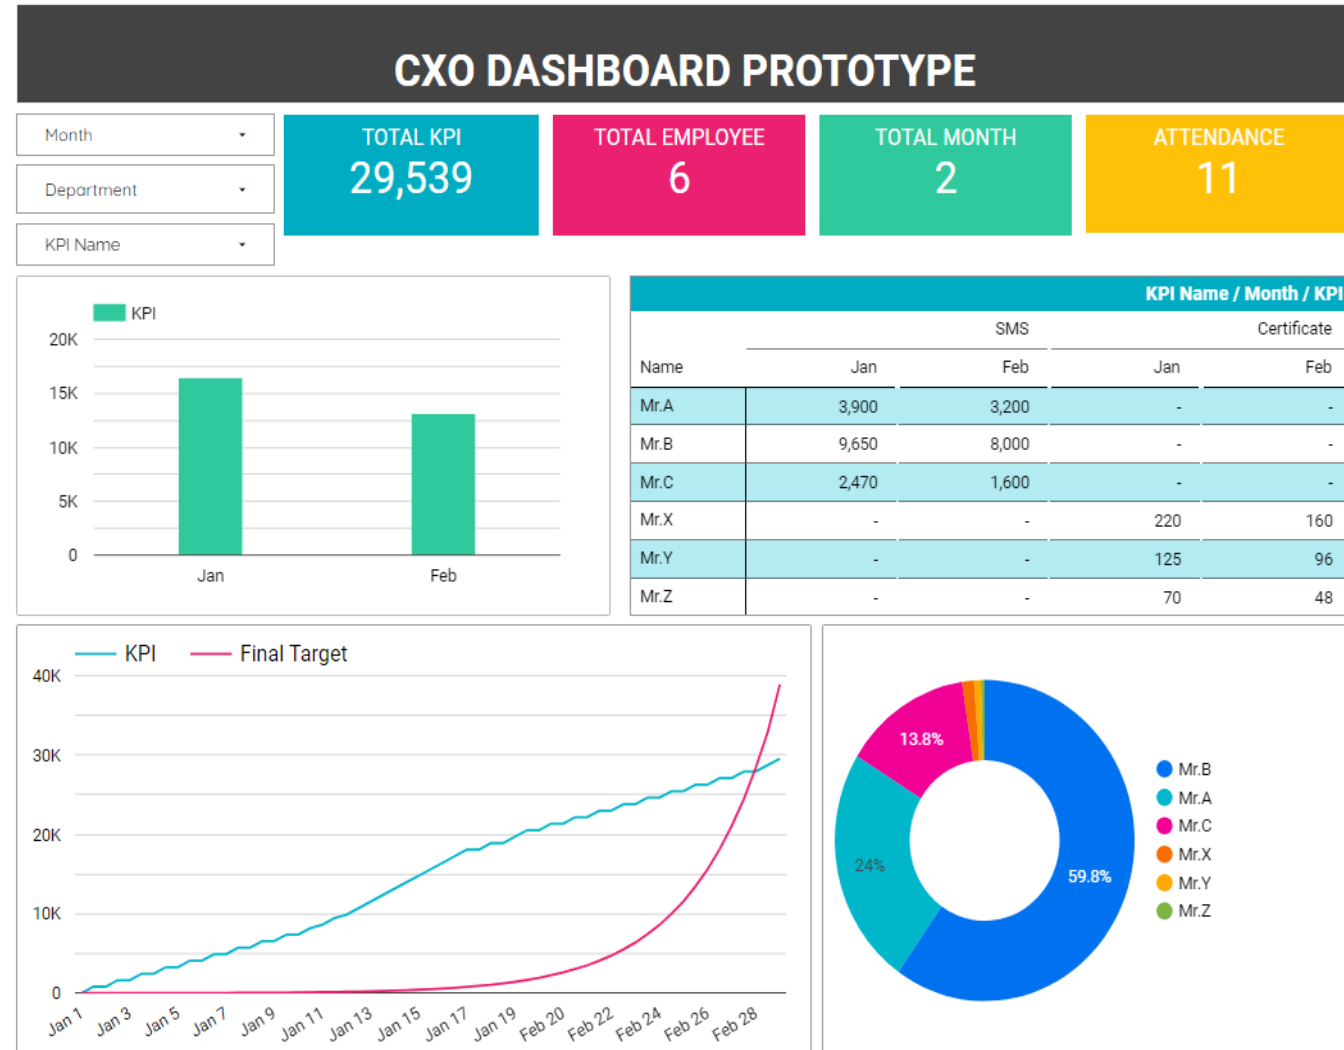 CXO DASHBOARD PROTOTYPE
Month
Department
KPI Name
TOTAL KPI
29,539
TOTAL EMPLOYEE
6
TOTAL MONTH
2
ATTENDANCE
11
KPI
20K
15K
10K
5K
0
Jan Feb
KPI Name / Month / KPI
SMS Certificate
Name Jan Feb Jan Feb
Mr.A 3,900 3,200 - -
Mr.B 9,650 8,000 - -
Mr.C 2,470 1,600 - -
Mr.X - - 220 160
Mr.Y - - 125 96
Mr.Z - - 70 48
KPI Final Target
40K
30K
20K
10K
0
Jan 1 Jan 3 Jan 5 Jan 7 Jan 9 Jan 11 Jan 13 Jan 15 Jan 17 Jan 19 Feb 20 Feb 22 Feb 24 Feb 26 Feb 28
13.8%
24%
59.8%
Mr.B
Mr.A
Mr.C
Mr.X
Mr.Y
Mr.Z